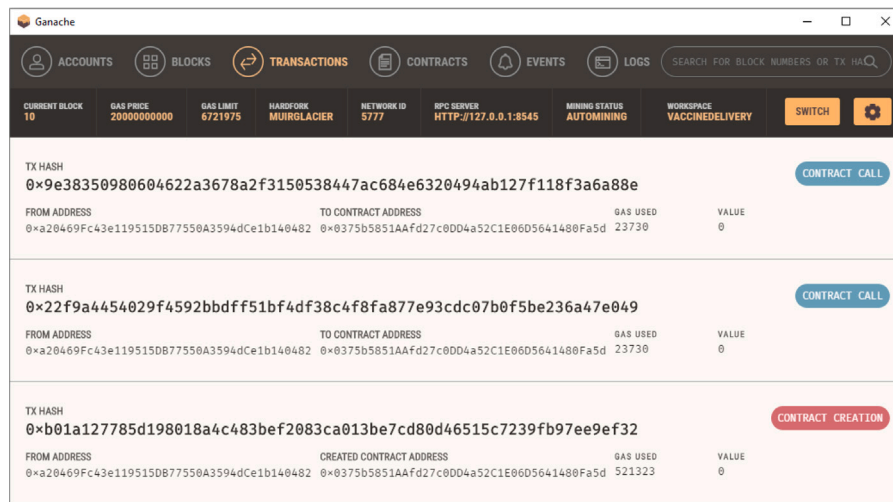 Ganache
ACCOUNTS BLOCKS TRANSACTIONS CONTRACTS EVENTS LOGS SEARCH FOR BLOCK NUMBERS OR TX HA
CURRENT BLOCK GAS PRICE GAS LIMIT HARDFORK NETWORK ID RPC SERVER MINING STATUS WORKSPACE
10 20000000000 6721975 MUIRGLACIER 5777 HTTP://127.0.0.1:8545 AUTOMINING VACCINEDELIVERY SWITCH
TX HASH
0×9e38350980604622a3678a2f3150538447ac684e6320494ab127f118f3a6a88e CONTRACT CALL
FROM ADDRESS TO CONTRACT ADDRESS GAS USED VALUE
0×a20469Fc43e119515DB77550A3594dCe1b140482 0×0375b5851AAfd27c0DD4a52C1E06D5641480Fa5d 23730 0
TX HASH
0×22f9a4454029f4592bbdff51bf4df38c4f8fa877e93cdc07b0f5be236a47e049 CONTRACT CALL
FROM ADDRESS TO CONTRACT ADDRESS GAS USED VALUE
0×a20469Fc43e119515DB77550A3594dCe1b140482 0×0375b5851AAfd27c0DD4a52C1E06D5641480Fa5d 23730 0
TX HASH
0×b01a127785d198018a4c483bef2083ca013be7cd80d46515c7239fb97ee9ef32 CONTRACT CREATION
FROM ADDRESS CREATED CONTRACT ADDRESS GAS USED VALUE
0×a20469Fc43e119515DB77550A3594dCe1b140482 0×0375b5851AAfd27c0DD4a52C1E06D5641480Fa5d 521323 0